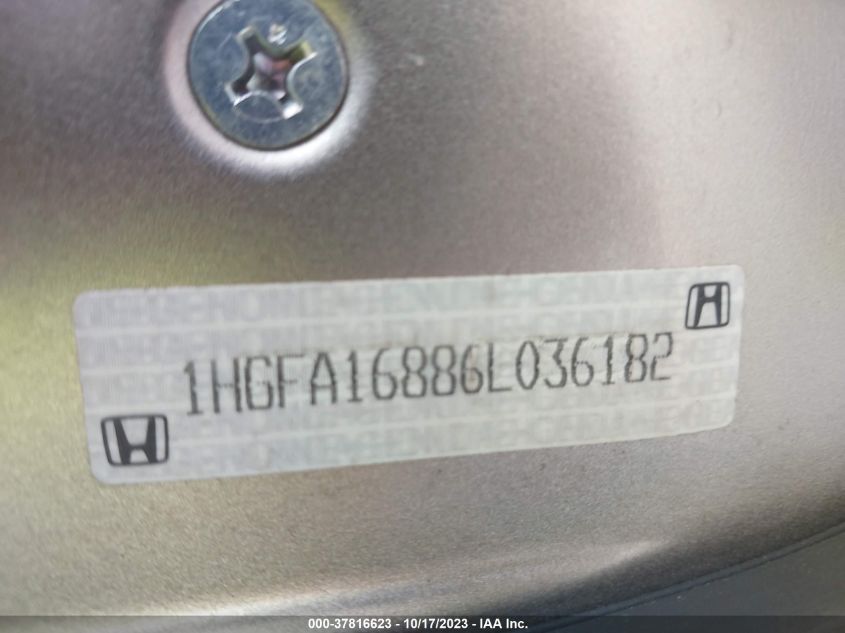 1HGFA16886L036182
000-37816623 - 10/17/2023 - IAA Inc.